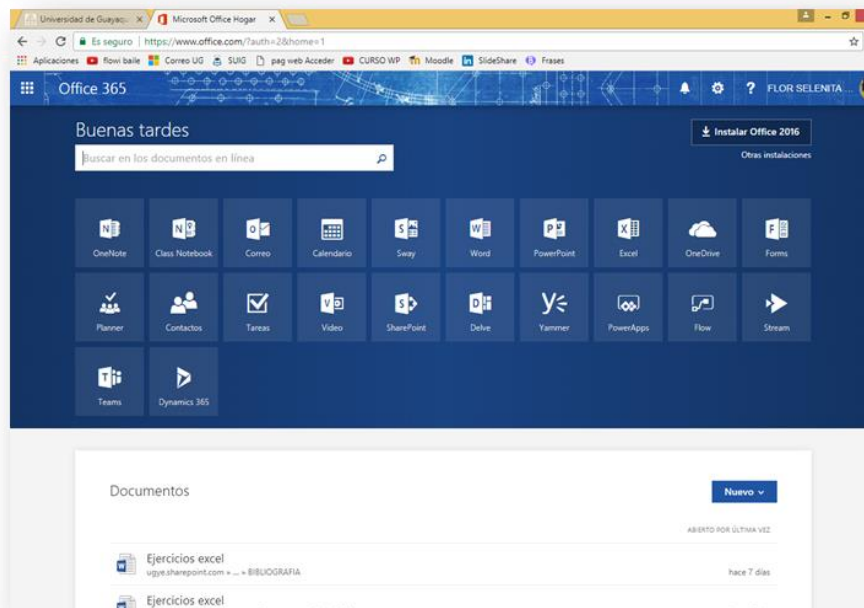 Universidad de Guayaqu
Microsoft Office Hogar
Es seguro https://www.office.com/?auth=2&home=1
Aplicaciones flowi baile Correo UG SUIG pag web Acceder CURSO WP Moodle SlideShare Frases
Office 365 FLOR SELENITA ...
Buenas tardes
Instalar Office 2016
Buscar en los documentos en línea
Otras instalaciones
OneNote Class Notebook Correo Calendario Sway Word PowerPoint Excel OneDrive Forms
Planner Contactos Tareas Video SharePoint Delve Yammer PowerApps Flow Stream
Teams Dynamics 365
Documentos
Nuevo
ABIERTO POR ÚLTIMA VEZ
Ejercicios excel
ugye.sharepoint.com » ... » BIBLIOGRAFIA hace 7 días
Ejercicios excel